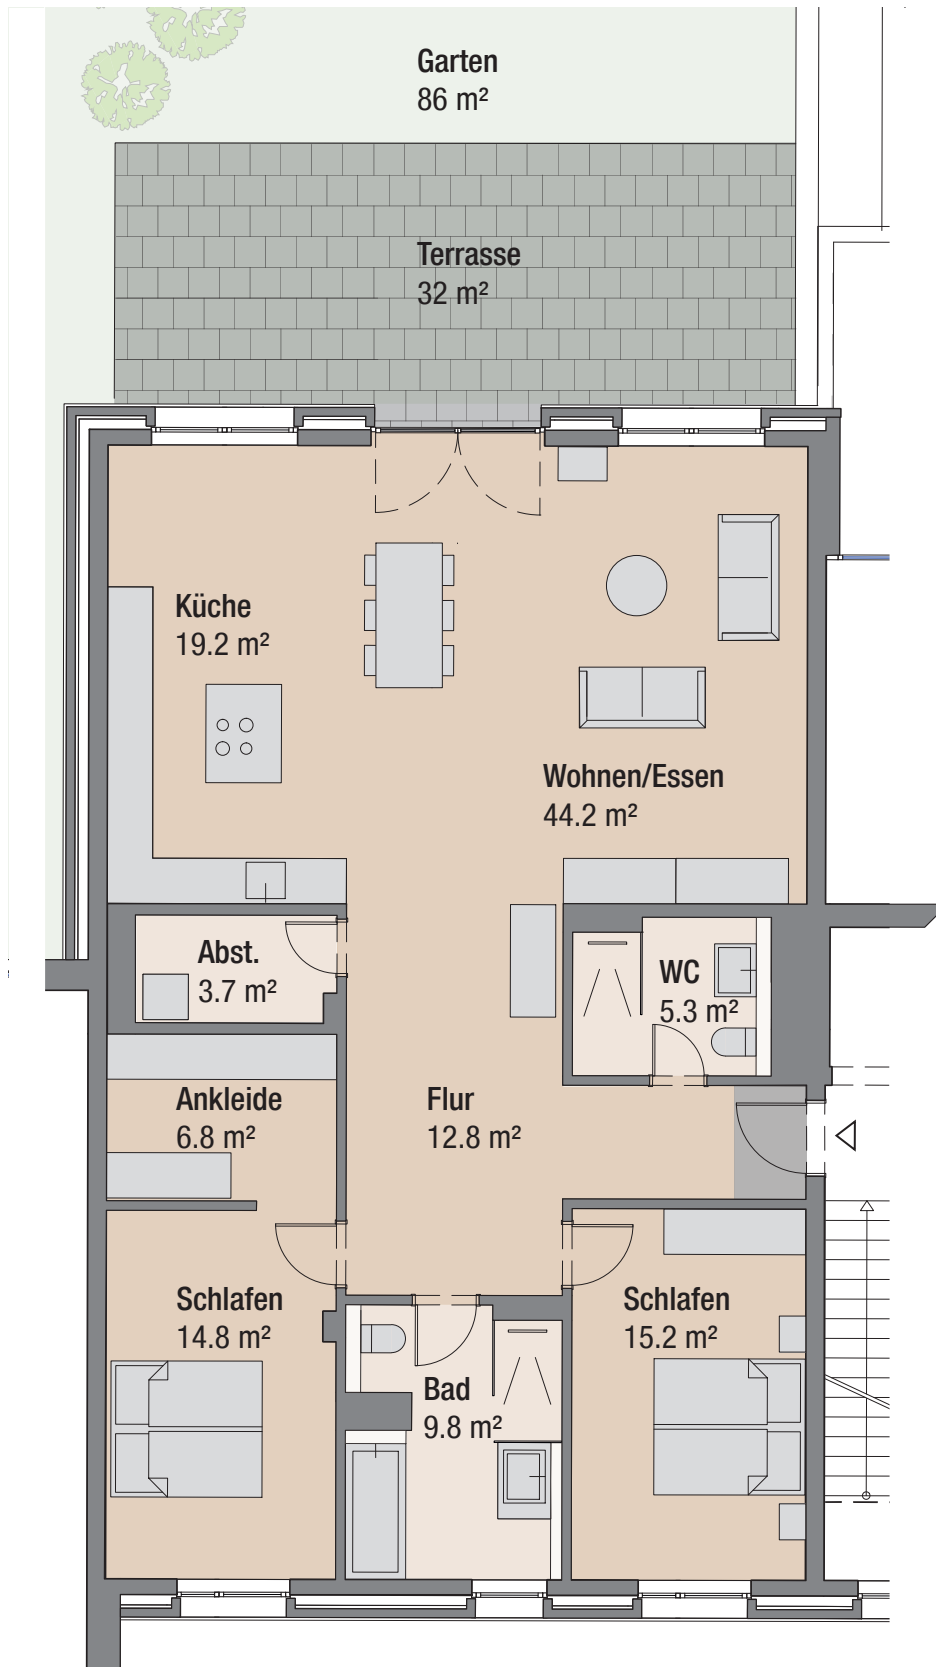 Garten
86 m²
Terrasse
32 m²
Küche
19.2 m²
Wohnen/Essen
44.2 m²
Abst.
3.7 m²
WC
5.3 m²
Ankleide
6.8 m²
Flur
12.8 m²
Schlafen
14.8 m²
Schlafen
15.2 m²
Bad
9.8 m²